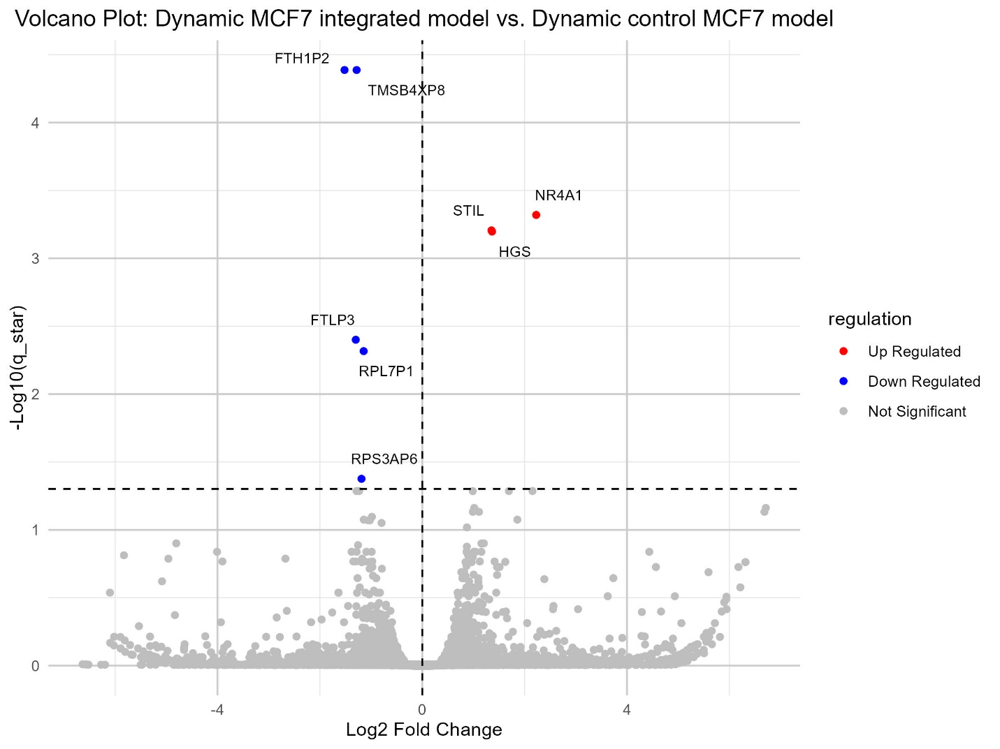 Volcano Plot: Dynamic MCF7 integrated model vs. Dynamic control MCF7 model
FTH1P2
TMSB4XP8
4
NR4A1
STIL
HGS
3
FTLP3
RPL7P1
2
RPS3AP6
1
0
-Log10(q_star)
-4
0
4
Log2 Fold Change
regulation
Up Regulated
Down Regulated
Not Significant